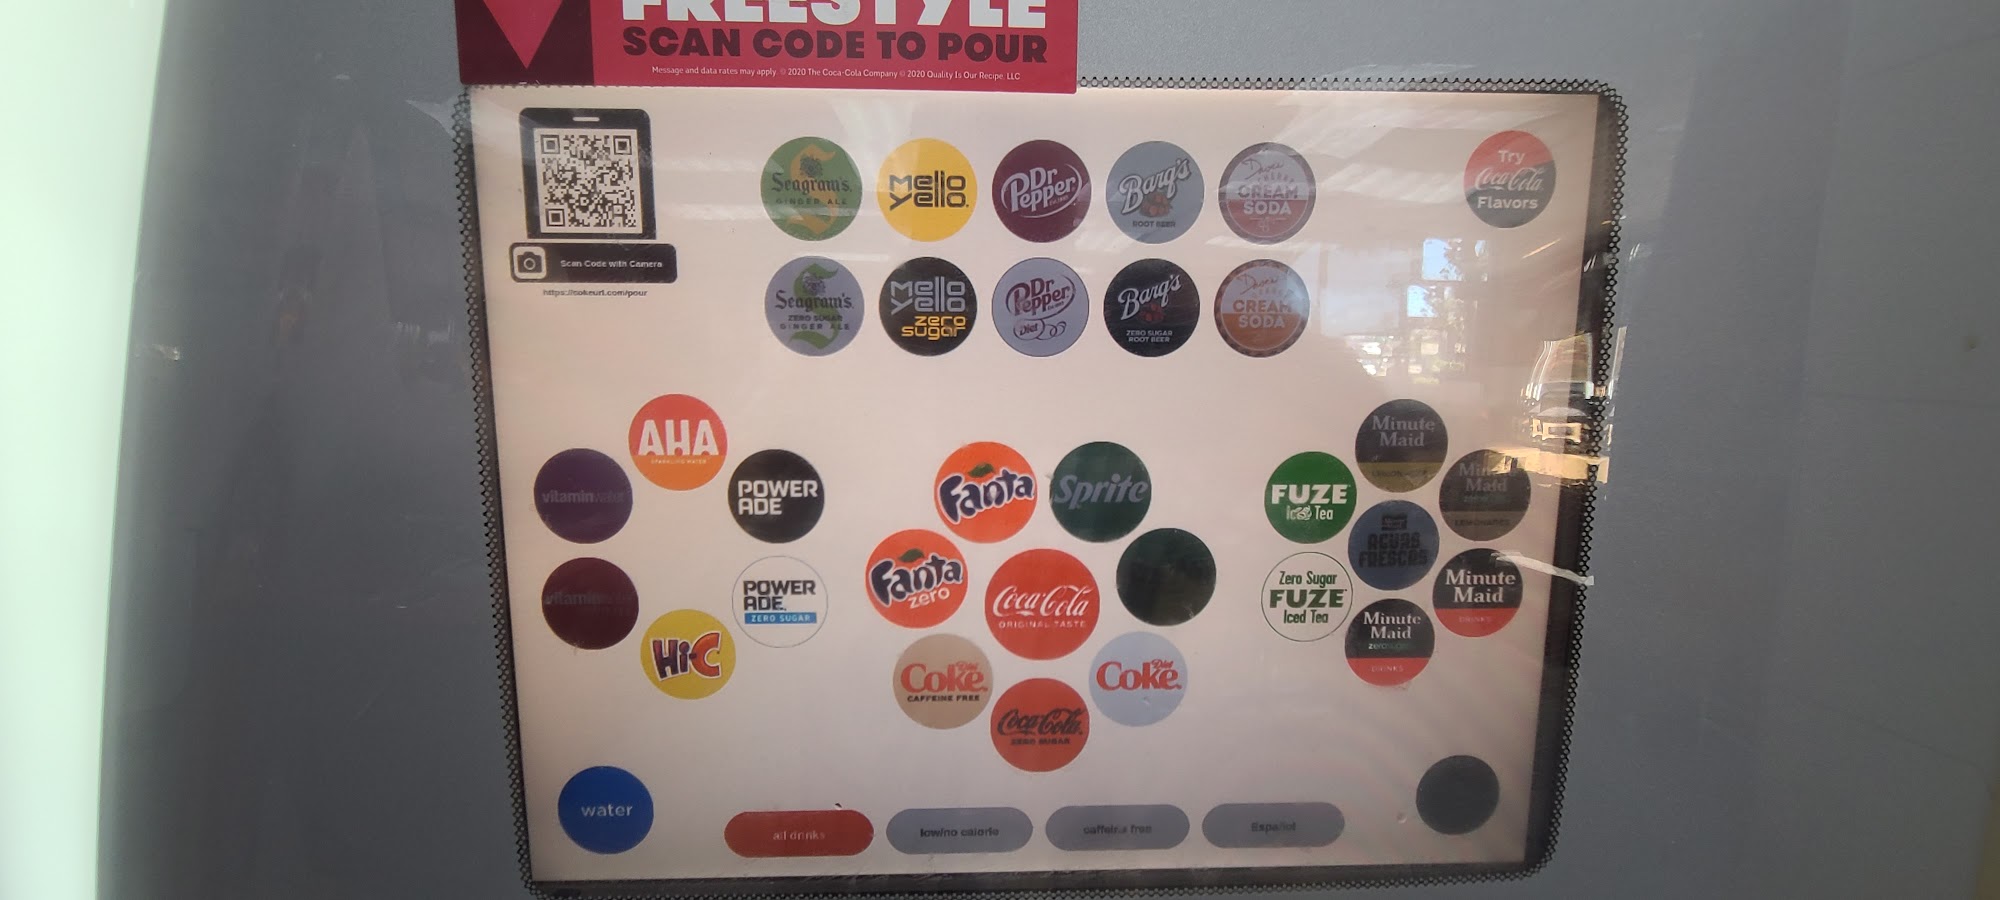 FREESTYLE
SCAN CODE TO POUR
Message and data rates may apply. © 2020 The Coca-Cola Company © 2020 Quality Is Our Recipe, LLC
Scan Code with Camera
https://cokeurl.com/pour
Seagram's
GINGER ALE
Mello
Yello
Dr
Pepper
Barq's
ROOT BEER
CREAM
SODA
Try
Coca-Cola
Flavors
Seagram's
ZERO SUGAR
GINGER ALE
Mello
Yello
zero
sugar
Dr
Pepper
Diet
Barq's
ZERO SUGAR
ROOT BEER
CREAM
SODA
AHA
SPARKLING WATER
vitaminwater
POWER
ADE
Fanta
Sprite
FUZE
Iced Tea
Minute
Maid
Minute
Maid
zero sugar
LEMONADES
AGUAS
FRESCAS
vitamin
POWER
ADE
ZERO SUGAR
Hi-C
Fanta
zero
Coca-Cola
ORIGINAL TASTE
Zero Sugar
FUZE
Iced Tea
Minute
Maid
DRINKS
Minute
Maid
zero sugar
DRINKS
Diet
Coke
CAFFEINE FREE
Diet
Coke
Coca-Cola
ZERO SUGAR
water
all drinks
low/no calorie
caffeine free
Español